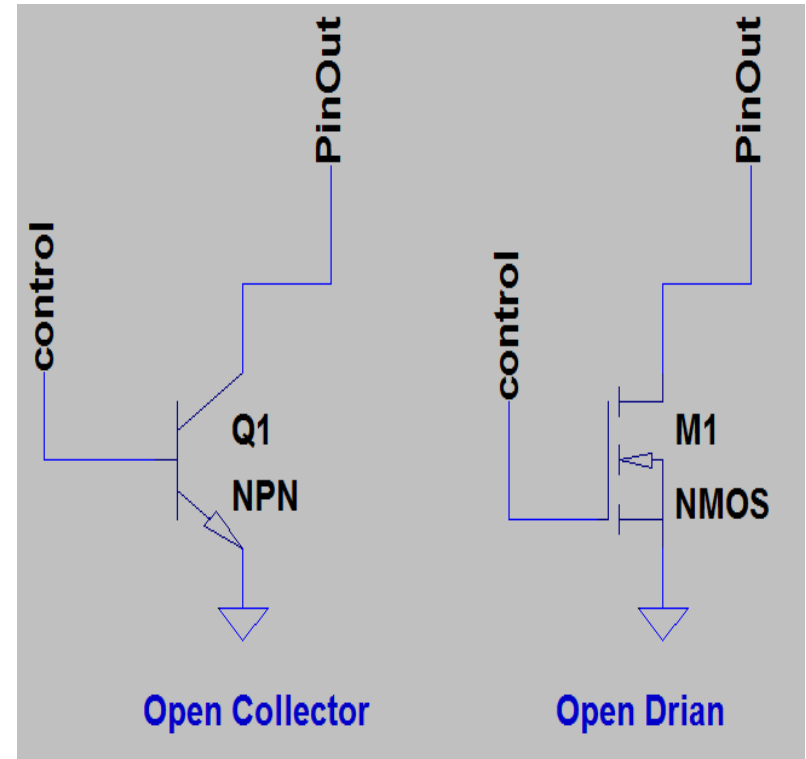 PinOut
PinOut
control
control
Q1
NPN
M1
NMOS
Open Collector
Open Drian